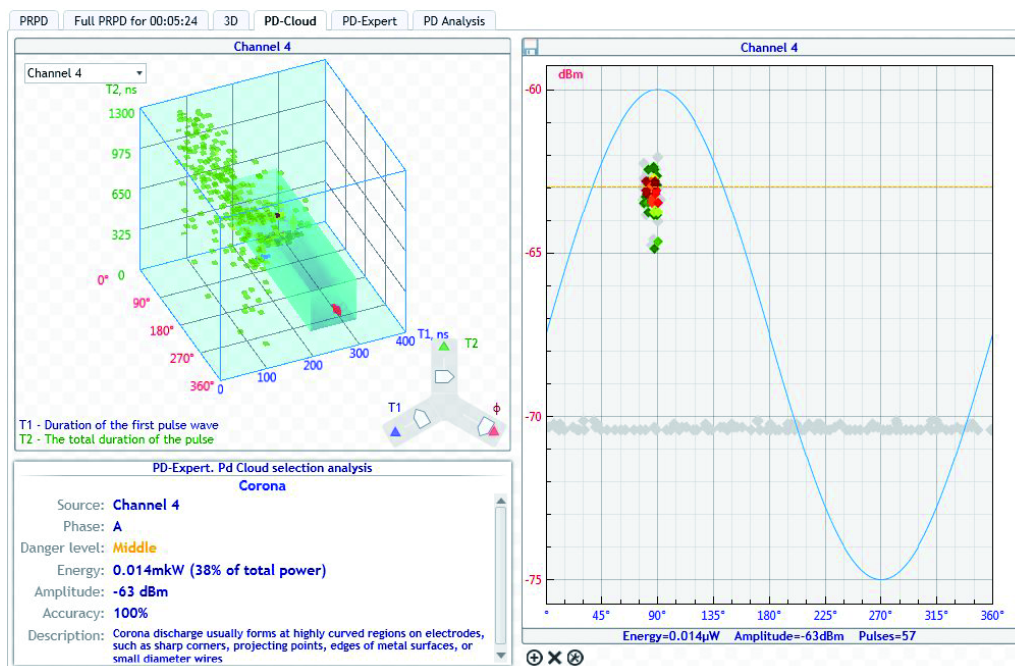 PRPD Full PRPD for 00:05:24 3D PD-Cloud PD-Expert PD Analysis
Channel 4
Channel 4
T2, ns
1300
975
650
325
0
0°
90°
180°
270°
360°
0
100
200
300
400
T1, ns
T2
T1
ϕ
T1 - Duration of the first pulse wave
T2 - The total duration of the pulse
PD-Expert. Pd Cloud selection analysis
Corona
Source: Channel 4
Phase: A
Danger level: Middle
Energy: 0.014mkW (38% of total power)
Amplitude: -63 dBm
Accuracy: 100%
Description: Corona discharge usually forms at highly curved regions on electrodes,
such as sharp corners, projecting points, edges of metal surfaces, or
small diameter wires
Channel 4
dBm
-60
-65
-70
-75
° 45° 90° 135° 180° 225° 270° 315° 360°
Energy=0.014µW Amplitude=-63dBm Pulses=57